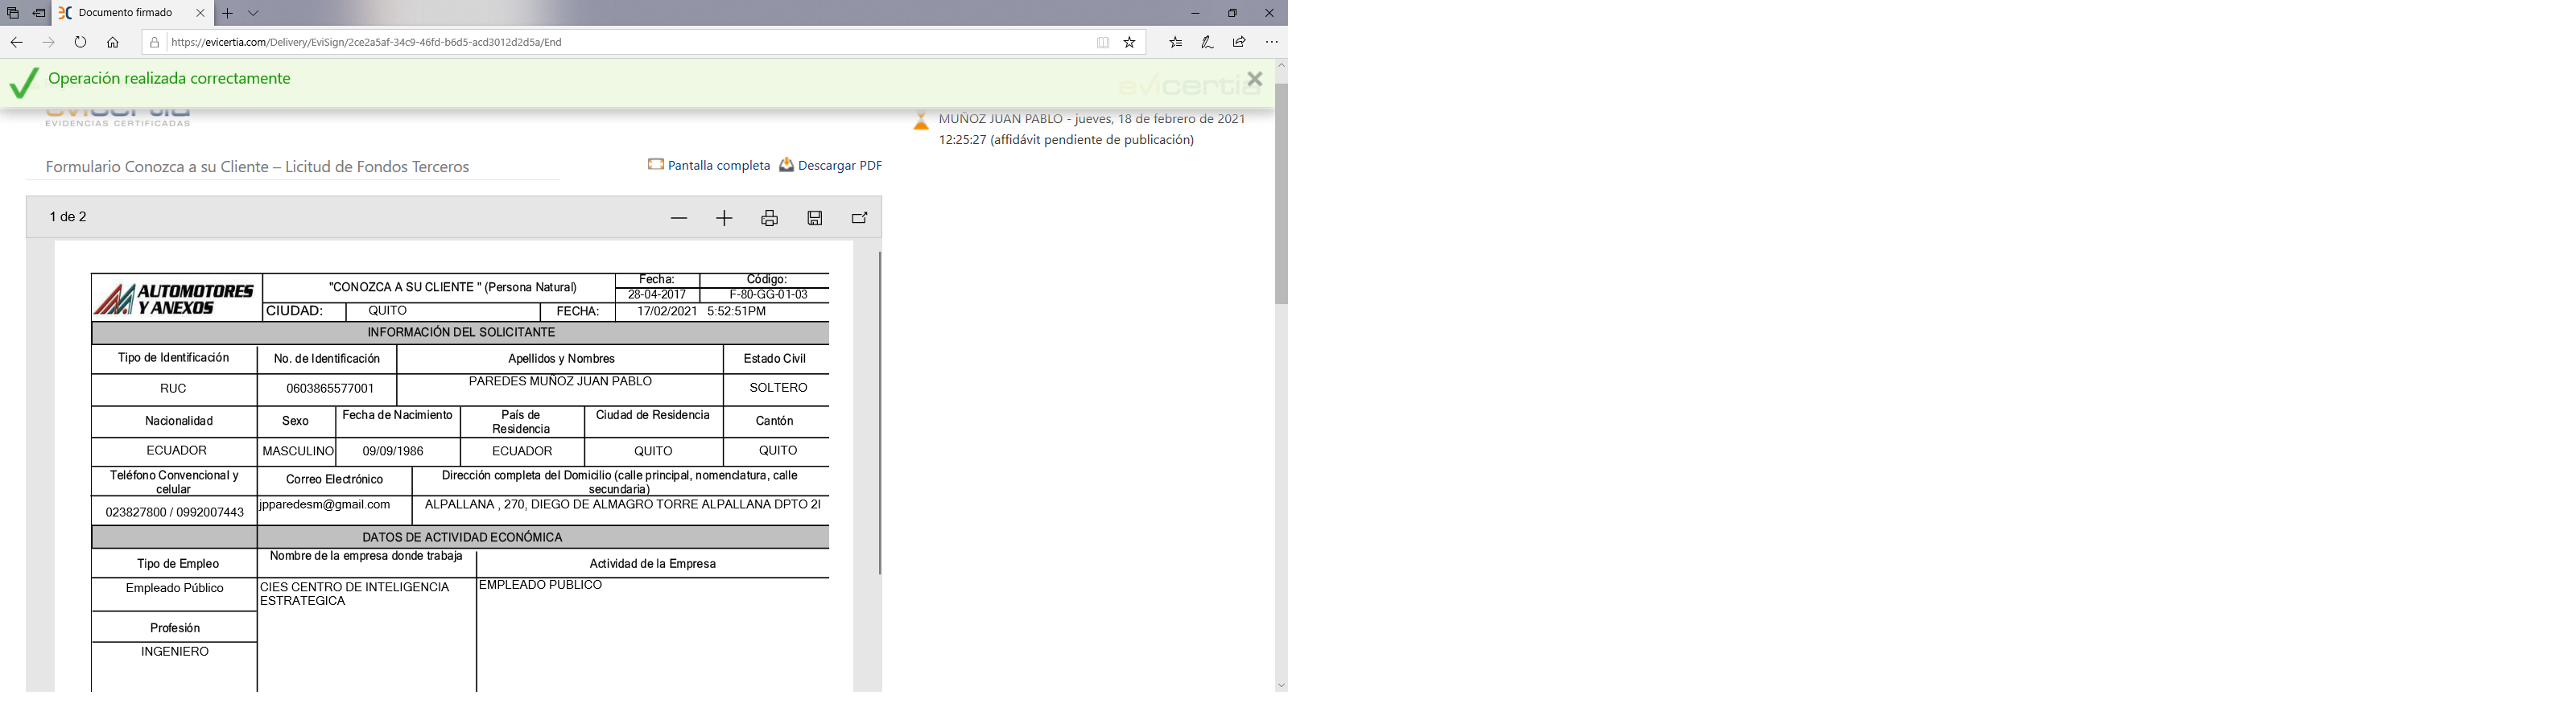 Documento firmado
https://evicertia.com/Delivery/EviSign/2ce2a5af-34c9-46fd-b6d5-acd3012d2d5a/End
Operación realizada correctamente
evicertia
evicertia
EVIDENCIAS CERTIFICADAS
MUÑOZ JUAN PABLO - jueves, 18 de febrero de 2021
12:25:27 (affidávit pendiente de publicación)
Formulario Conozca a su Cliente – Licitud de Fondos Terceros
Pantalla completa
Descargar PDF
1 de 2
AUTOMOTORES
Y ANEXOS
"CONOZCA A SU CLIENTE " (Persona Natural)
Fecha:
Código:
28-04-2017
F-80-GG-01-03
CIUDAD:
QUITO
FECHA:
17/02/2021 5:52:51PM
INFORMACIÓN DEL SOLICITANTE
Tipo de Identificación
No. de Identificación
Apellidos y Nombres
Estado Civil
RUC
0603865577001
PAREDES MUÑOZ JUAN PABLO
SOLTERO
Nacionalidad
Sexo
Fecha de Nacimiento
País de
Residencia
Ciudad de Residencia
Cantón
ECUADOR
MASCULINO
09/09/1986
ECUADOR
QUITO
QUITO
Teléfono Convencional y
celular
Correo Electrónico
Dirección completa del Domicilio (calle principal, nomenclatura, calle
secundaria)
023827800 / 0992007443
jpparedesm@gmail.com
ALPALLANA , 270, DIEGO DE ALMAGRO TORRE ALPALLANA DPTO 2I
DATOS DE ACTIVIDAD ECONÓMICA
Tipo de Empleo
Nombre de la empresa donde trabaja
Actividad de la Empresa
Empleado Público
CIES CENTRO DE INTELIGENCIA
ESTRATEGICA
EMPLEADO PUBLICO
Profesión
INGENIERO